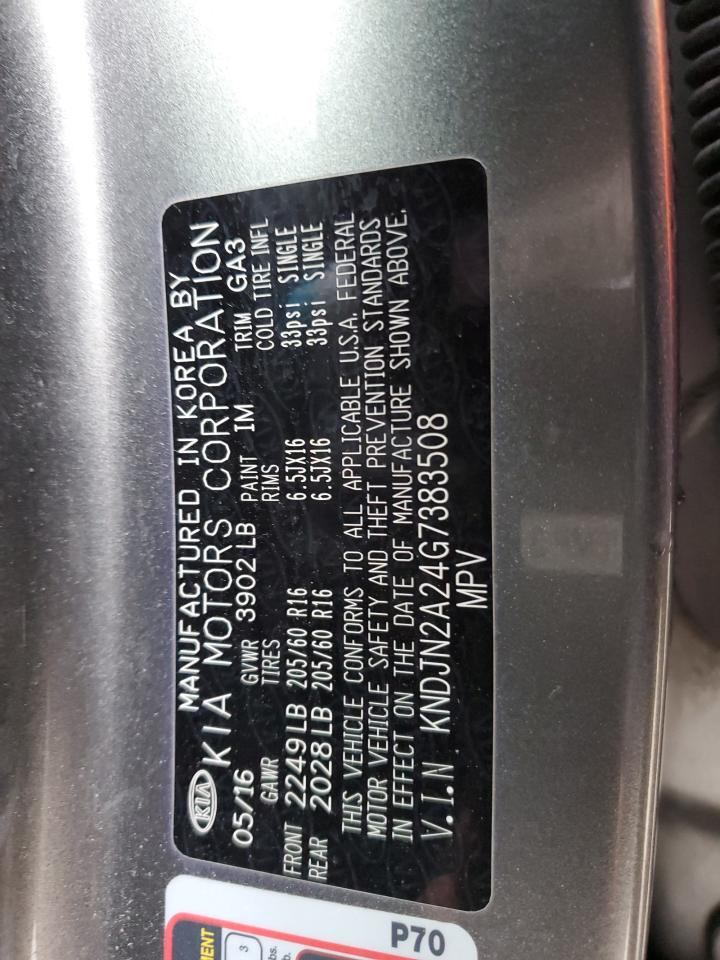 KIA MANUFACTURED IN KOREA BY
KIA MOTORS CORPORATION
05/16 GVWR 3902 LB PAINT IM TRIM GA3
GAWR TIRES RIMS COLD TIRE INFL
FRONT 2249 LB 205/60 R16 6.5JX16 33psi SINGLE
REAR 2028 LB 205/60 R16 6.5JX16 33psi SINGLE
THIS VEHICLE CONFORMS TO ALL APPLICABLE U.S.A. FEDERAL
MOTOR VEHICLE SAFETY AND THEFT PREVENTION STANDARDS
IN EFFECT ON THE DATE OF MANUFACTURE SHOWN ABOVE.
V.I.N KNDJN2A24G7383508
MPV
3
P70